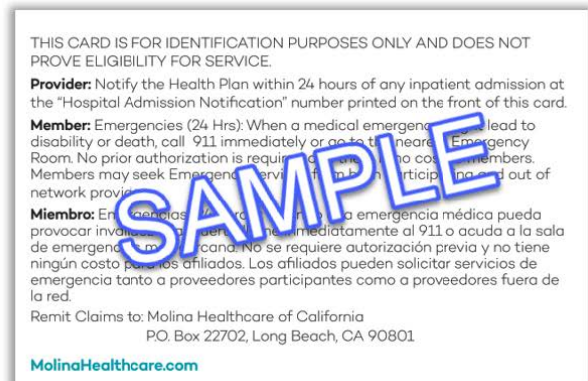 THIS CARD IS FOR IDENTIFICATION PURPOSES ONLY AND DOES NOT
PROVE ELIGIBILITY FOR SERVICE.
Provider: Notify the Health Plan within 24 hours of any inpatient admission at
the “Hospital Admission Notification” number printed on the front of this card.
Member: Emergencies (24 Hrs): When a medical emergency lead to
disability or death, call 911 immediately or go to the nearest Emergency
Room. No prior authorization is required no members.
Members may seek Emergency from participating and out of
network
Miembro: Emergencias emergencia médica pueda
provocar inmediatamente al 911 o acuda a la sala
de emergencias No se requiere autorización previa y no tiene
ningún costo para los afiliados. Los afiliados pueden solicitar servicios de
emergencia tanto a proveedores participantes como a proveedores fuera de
la red.
SAMPLE
Remit Claims to: Molina Healthcare of California
P.O. Box 22702, Long Beach, CA 90801
MolinaHealthcare.com